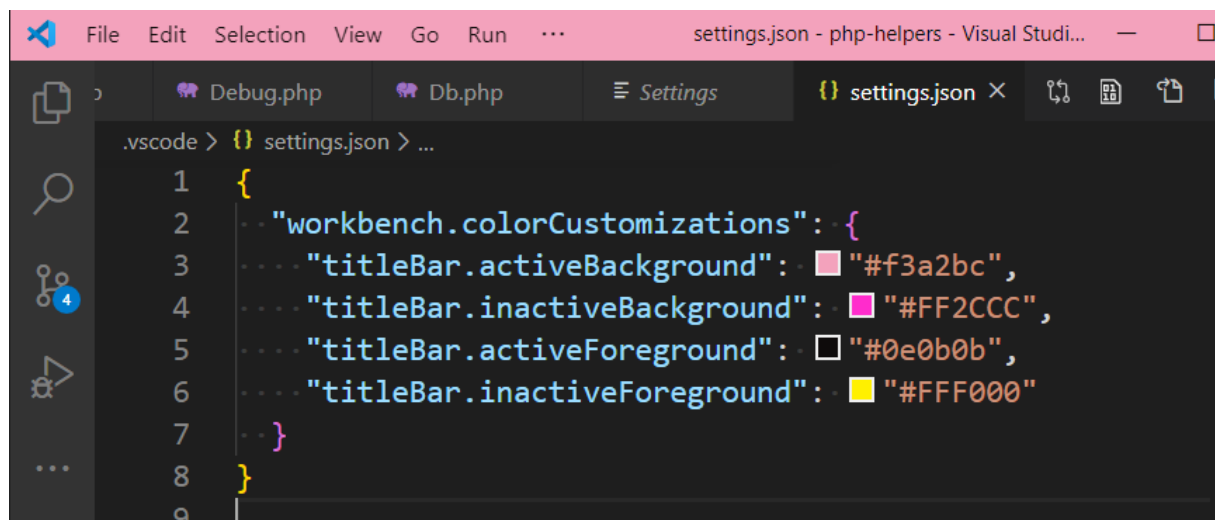 File Edit Selection View Go Run ··· settings.json - php-helpers - Visual Studi...
Debug.php Db.php Settings {} settings.json ×
.vscode > {} settings.json > ...
1 {
2 "workbench.colorCustomizations": {
3 "titleBar.activeBackground": "#f3a2bc",
4 "titleBar.inactiveBackground": "#FF2CCC",
5 "titleBar.activeForeground": "#0e0b0b",
6 "titleBar.inactiveForeground": "#FFF000"
7 }
8 }
9
4